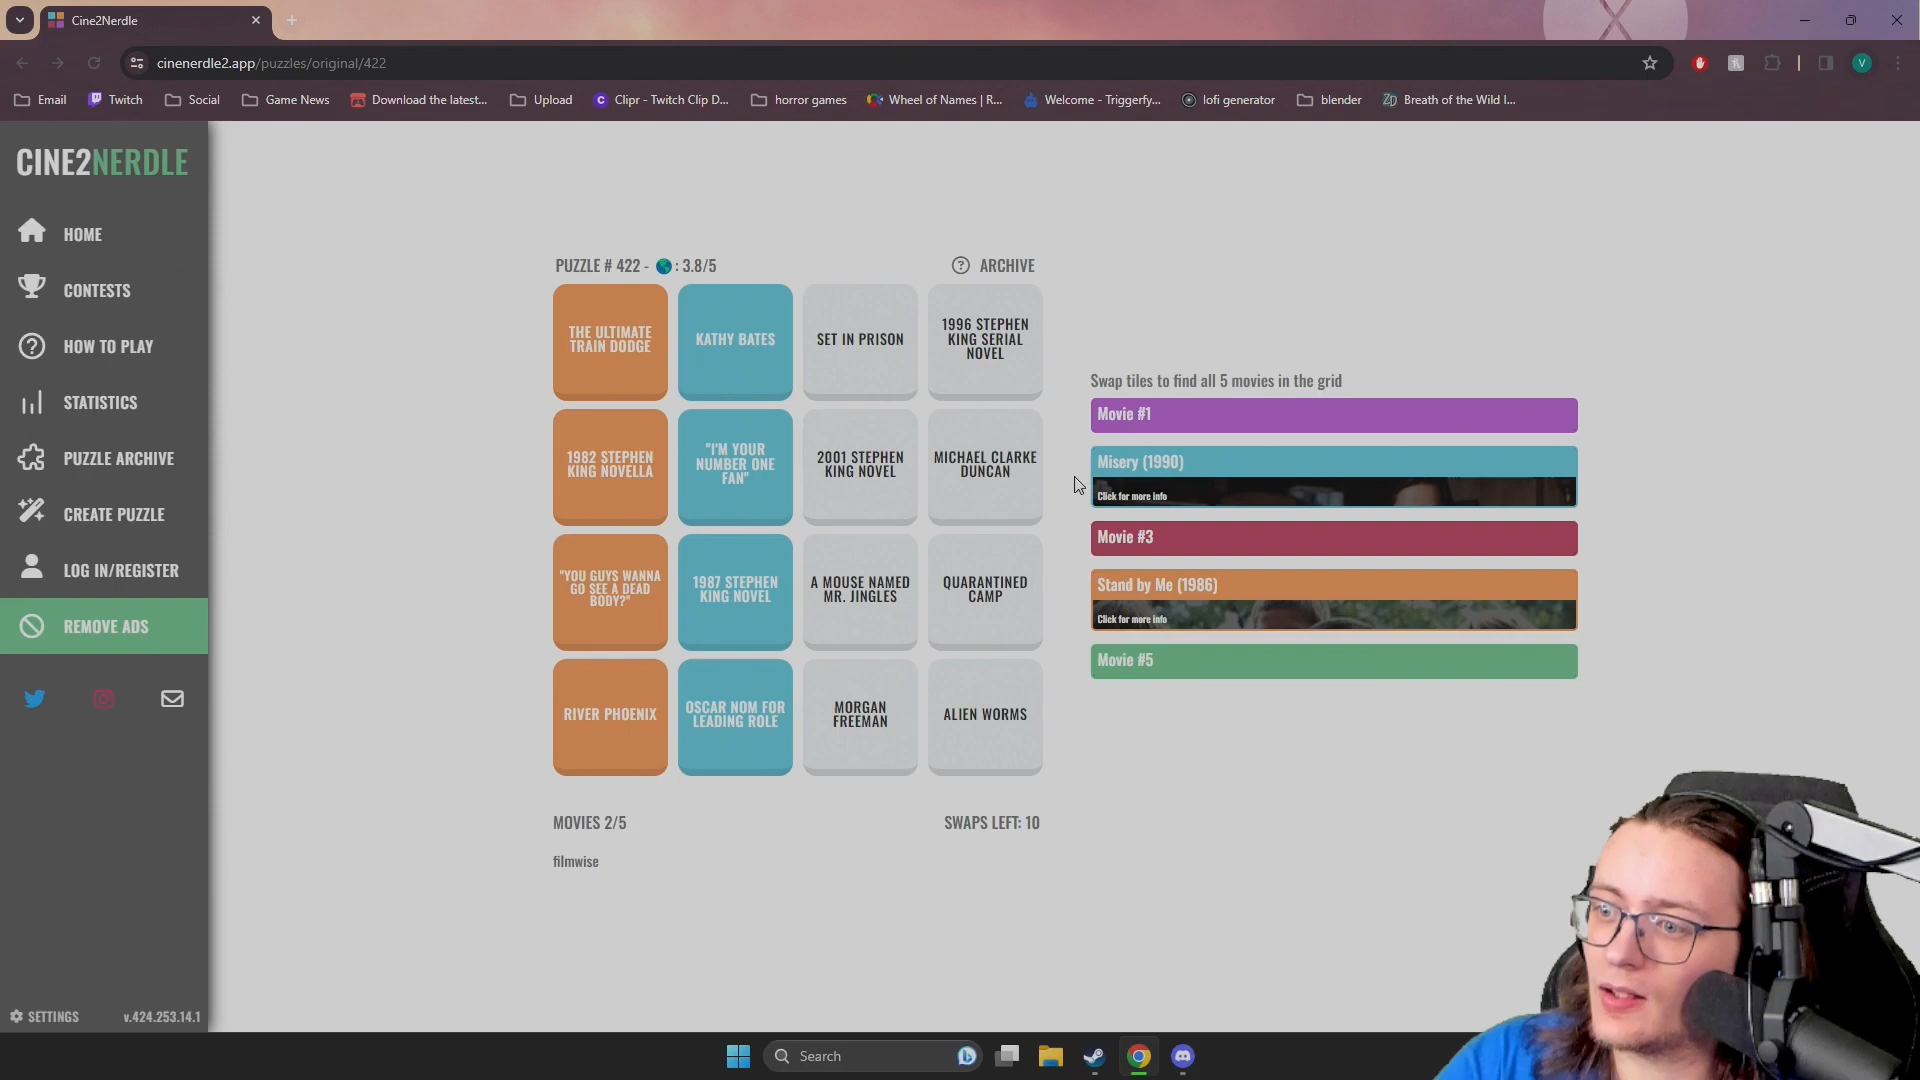 Cine2Nerdle
cinenerdle2.app/puzzles/original/422
V
Email
Twitch
Social
Game News
Download the latest...
Upload
Clipr - Twitch Clip D...
horror games
Wheel of Names | R...
Welcome - Triggerfy...
lofi generator
blender
Breath of the Wild I...
CINE2NERDLE
HOME
CONTESTS
HOW TO PLAY
STATISTICS
PUZZLE ARCHIVE
CREATE PUZZLE
LOG IN/REGISTER
REMOVE ADS
SETTINGS
v.424.253.14.1
PUZZLE # 422 - : 3.8/5
ARCHIVE
THE ULTIMATE
TRAIN DODGE
KATHY BATES
SET IN PRISON
1996 STEPHEN
KING SERIAL
NOVEL
1982 STEPHEN
KING NOVELLA
"I'M YOUR
NUMBER ONE
FAN"
2001 STEPHEN
KING NOVEL
MICHAEL CLARKE
DUNCAN
"YOU GUYS WANNA
GO SEE A DEAD
BODY?"
1987 STEPHEN
KING NOVEL
A MOUSE NAMED
MR. JINGLES
QUARANTINED
CAMP
RIVER PHOENIX
OSCAR NOM FOR
LEADING ROLE
MORGAN
FREEMAN
ALIEN WORMS
MOVIES 2/5
SWAPS LEFT: 10
filmwise
Swap tiles to find all 5 movies in the grid
Movie #1
Misery (1990)
Click for more info
Movie #3
Stand by Me (1986)
Click for more info
Movie #5
Search